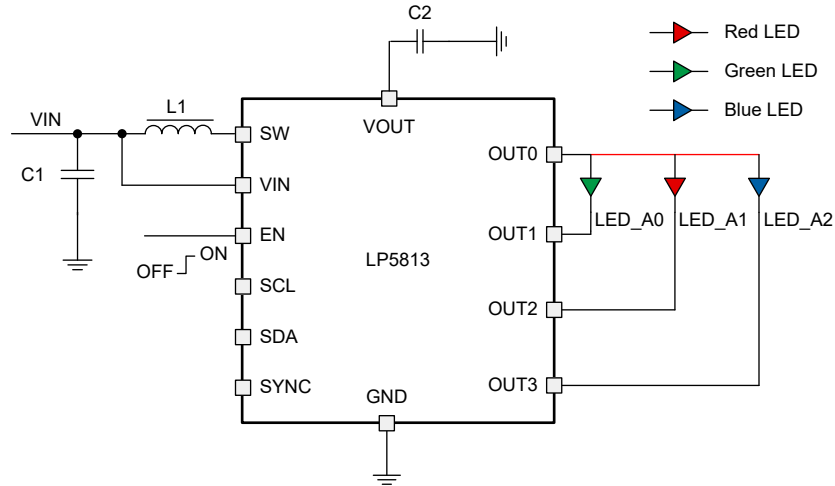 C2
Red LED
Green LED
Blue LED
VIN
L1
SW
VOUT
OUT0
C1
VIN
LED_A0
LED_A1
LED_A2
EN
OUT1
OFF
ON
LP5813
SCL
OUT2
SDA
SYNC
GND
OUT3